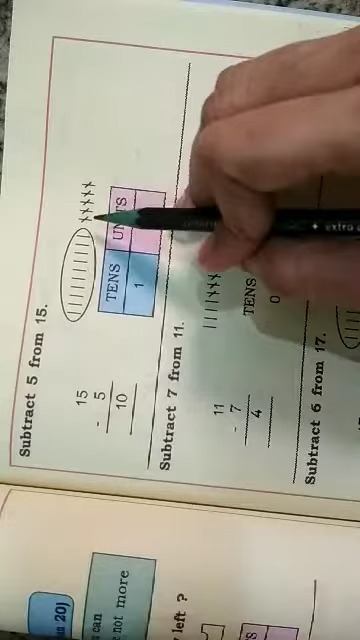 Subtract 5 from 15.
15
- 5
10
TENS
1
Subtract 7 from 11.
11
- 7
4
TENS
0
Subtract 6 from 17.
can
not more
left ?
extra